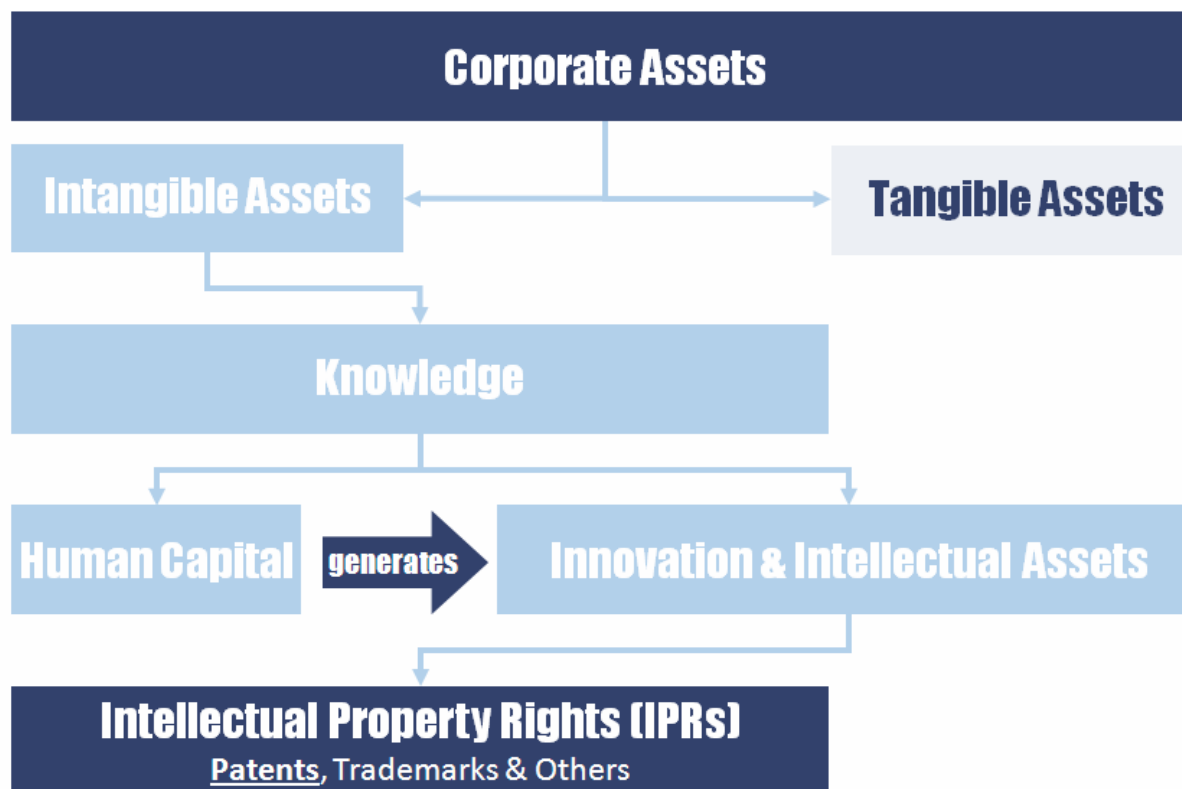 Corporate Assets
Intangible Assets
Tangible Assets
Knowledge
Human Capital
generates
Innovation & Intellectual Assets
Intellectual Property Rights (IPRs)
Patents, Trademarks & Others